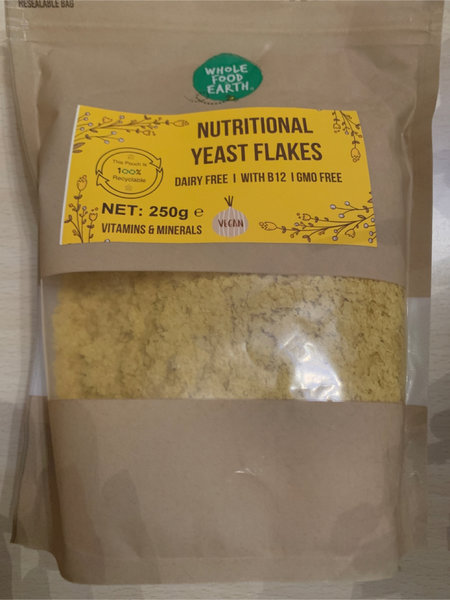 RESEALABLE BAG
WHOLE
FOOD
EARTH
NUTRITIONAL
YEAST FLAKES
DAIRY FREE I WITH B12 I GMO FREE
This Pouch is
100%
Recyclable
NET: 250g e
VITAMINS & MINERALS
VEGAN